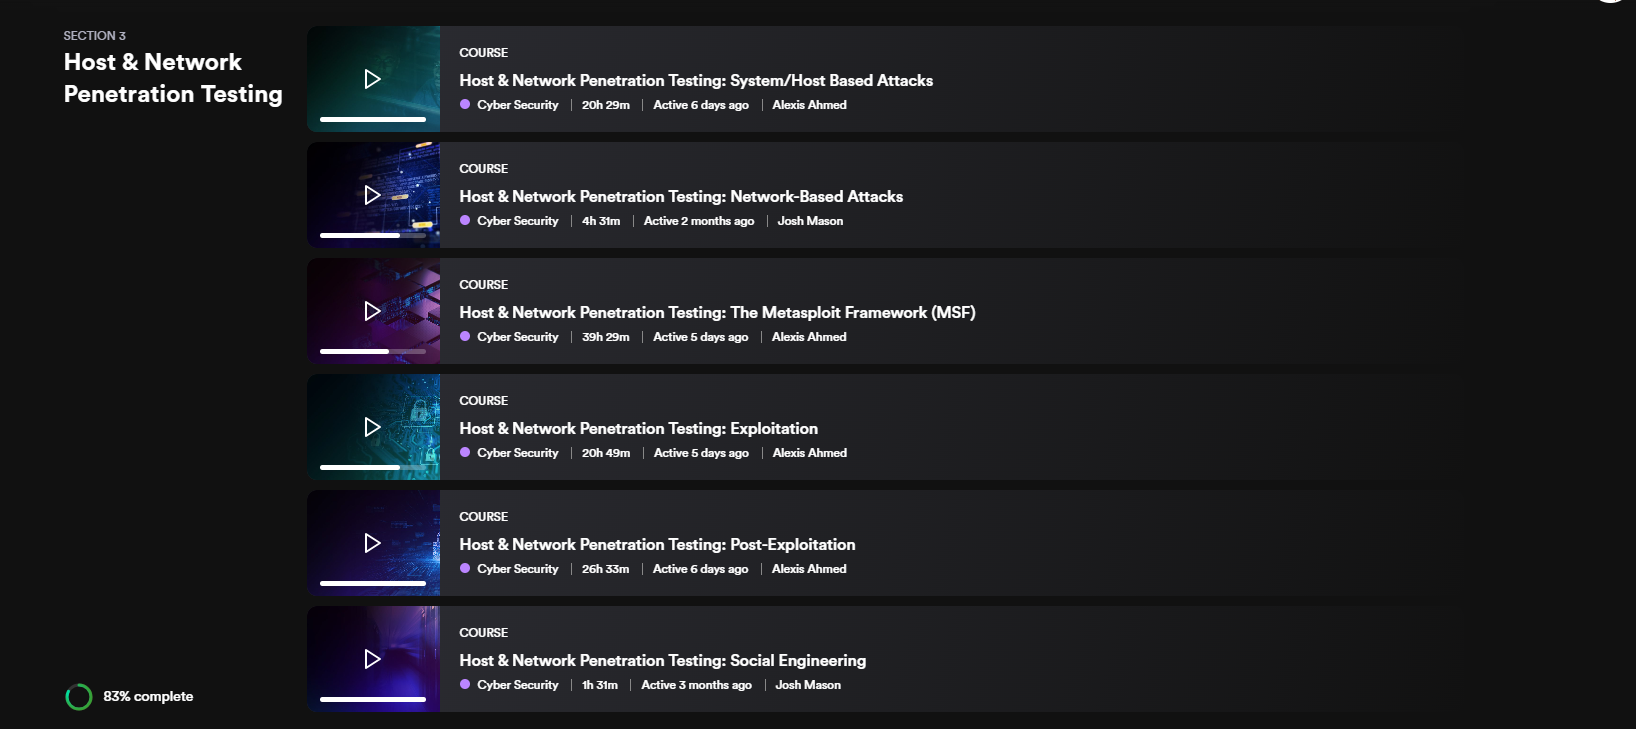 SECTION 3
Host & Network
Penetration Testing
COURSE
Host & Network Penetration Testing: System/Host Based Attacks
Cyber Security | 20h 29m | Active 6 days ago | Alexis Ahmed
COURSE
Host & Network Penetration Testing: Network-Based Attacks
Cyber Security | 4h 31m | Active 2 months ago | Josh Mason
COURSE
Host & Network Penetration Testing: The Metasploit Framework (MSF)
Cyber Security | 39h 29m | Active 5 days ago | Alexis Ahmed
COURSE
Host & Network Penetration Testing: Exploitation
Cyber Security | 20h 49m | Active 5 days ago | Alexis Ahmed
COURSE
Host & Network Penetration Testing: Post-Exploitation
Cyber Security | 26h 33m | Active 6 days ago | Alexis Ahmed
COURSE
Host & Network Penetration Testing: Social Engineering
Cyber Security | 1h 31m | Active 3 months ago | Josh Mason
83% complete